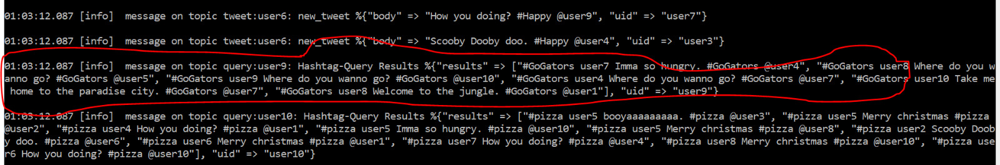 01:03:12.087 [info]  message on topic tweet:user6: new_tweet %{"body" => "How you doing? #Happy @user9", "uid" => "user7"}
01:03:12.087 [info]  message on topic tweet:user6: new_tweet %{"body" => "Scooby Dooby doo. #Happy @user4", "uid" => "user3"}
01:03:12.087 [info]  message on topic query:user9: Hashtag-Query Results %{"results" => ["#GoGators user7 Imma so hungry. #GoGators @user4", "#GoGators user8 Where do you w
anno go? #GoGators @user5", "#GoGators user9 Where do you wanno go? #GoGators @user10", "#GoGators user4 Where do you wanno go? #GoGators @user7", "#GoGators user10 Take me
 home to the paradise city. #GoGators @user7", "#GoGators user8 Welcome to the jungle. #GoGators @user1"], "uid" => "user9"}
01:03:12.087 [info]  message on topic query:user10: Hashtag-Query Results %{"results" => ["#pizza user5 booyaaaaaaaaa. #pizza @user3", "#pizza user5 Merry christmas #pizza
@user2", "#pizza user4 How you doing? #pizza @user1", "#pizza user5 Imma so hungry. #pizza @user10", "#pizza user5 Merry christmas #pizza @user8", "#pizza user2 Scooby Doob
y doo. #pizza @user6", "#pizza user6 Merry christmas #pizza @user1", "#pizza user7 How you doing? #pizza @user4", "#pizza user8 Merry christmas #pizza @user10", "#pizza use
r6 How you doing? #pizza @user10"], "uid" => "user10"}